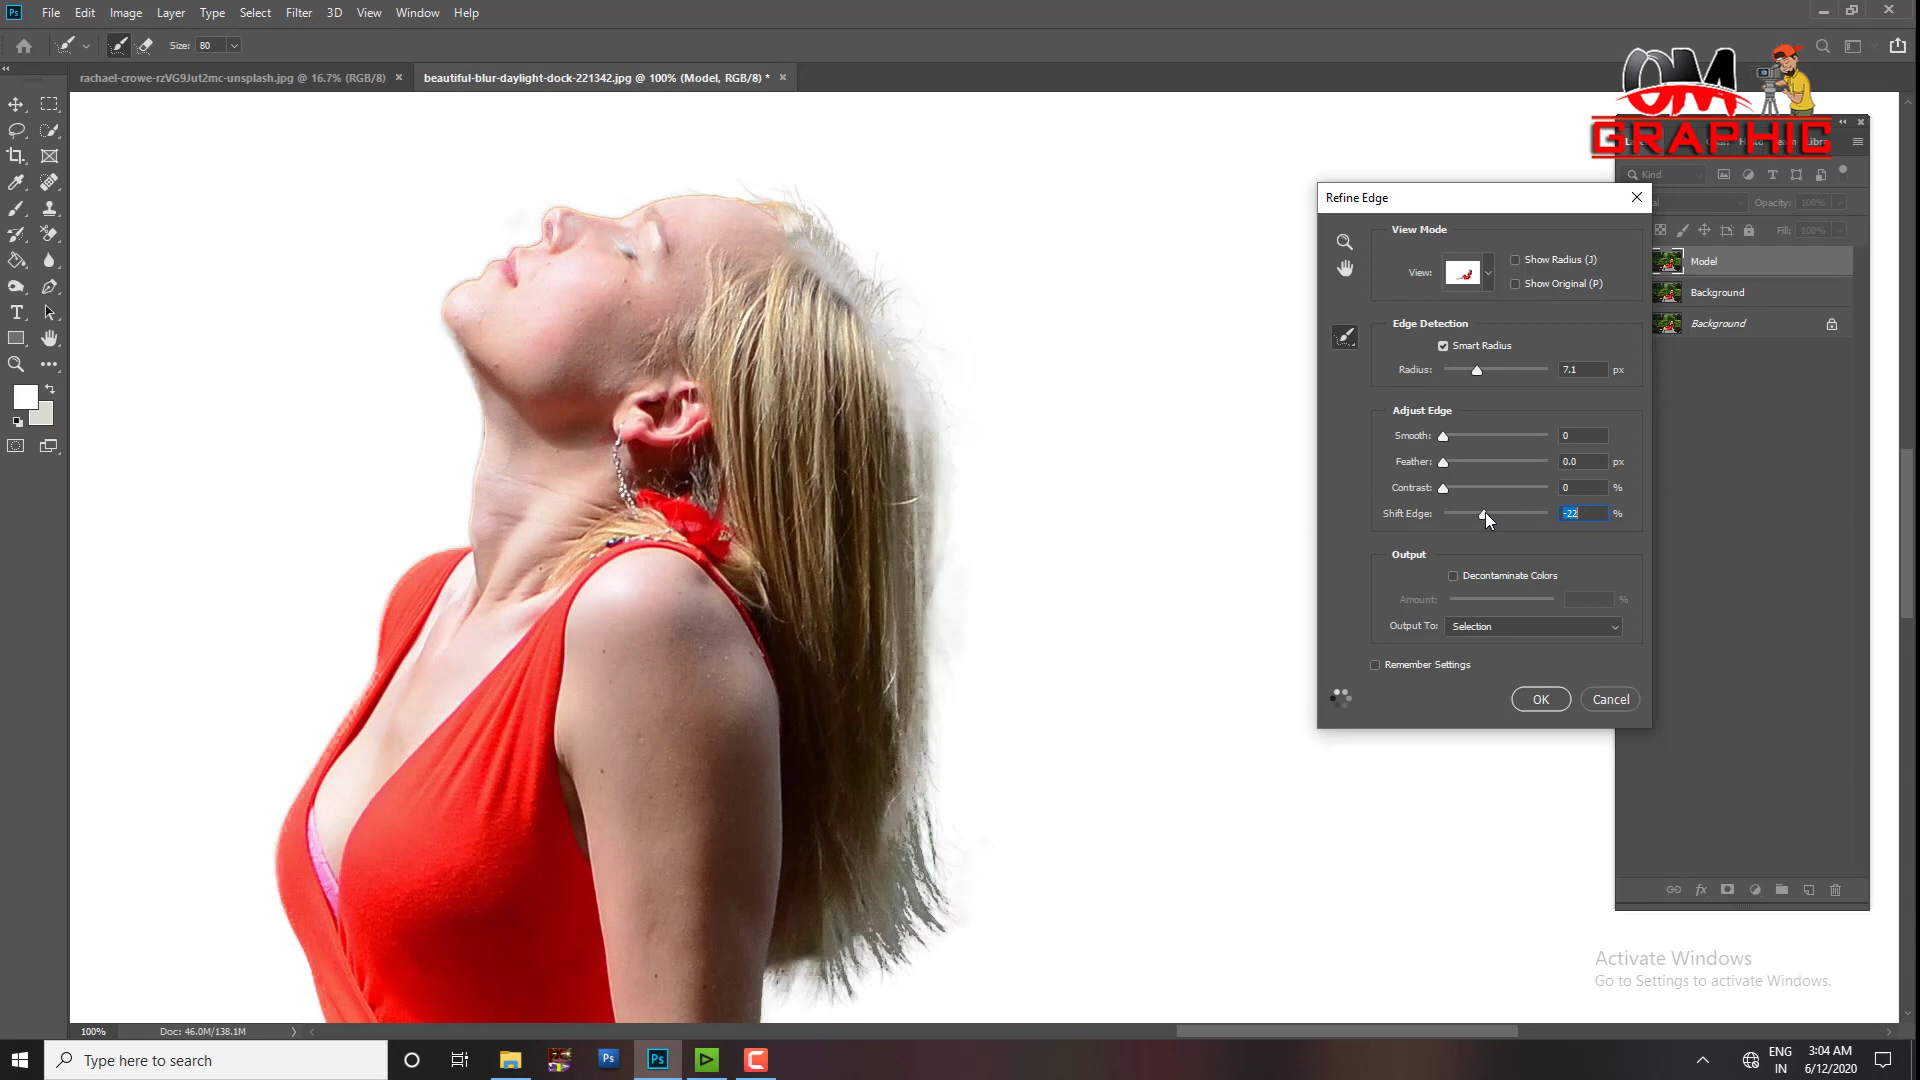 Ps File Edit Image Layer Type Select Filter 3D View Window Help
Size: 80
rachael-crowe-rzVG9Jut2mc-unsplash.jpg @ 16.7% (RGB/8) ×
beautiful-blur-daylight-dock-221342.jpg @ 100% (Model, RGB/8) * ×
OM
GRAPHIC
Kind
Opacity: 100%
Fill: 100%
Model
Background
Background
Refine Edge
View Mode
View:
Show Radius (J)
Show Original (P)
Edge Detection
Smart Radius
Radius: 7.1 px
Adjust Edge
Smooth: 0
Feather: 0.0 px
Contrast: 0 %
Shift Edge: -22 %
Output
Decontaminate Colors
Amount: %
Output To: Selection
Remember Settings
OK Cancel
Activate Windows
Go to Settings to activate Windows.
100% Doc: 46.0M/138.1M
Type here to search
Ps Ps
ENG
IN
3:04 AM
6/12/2020